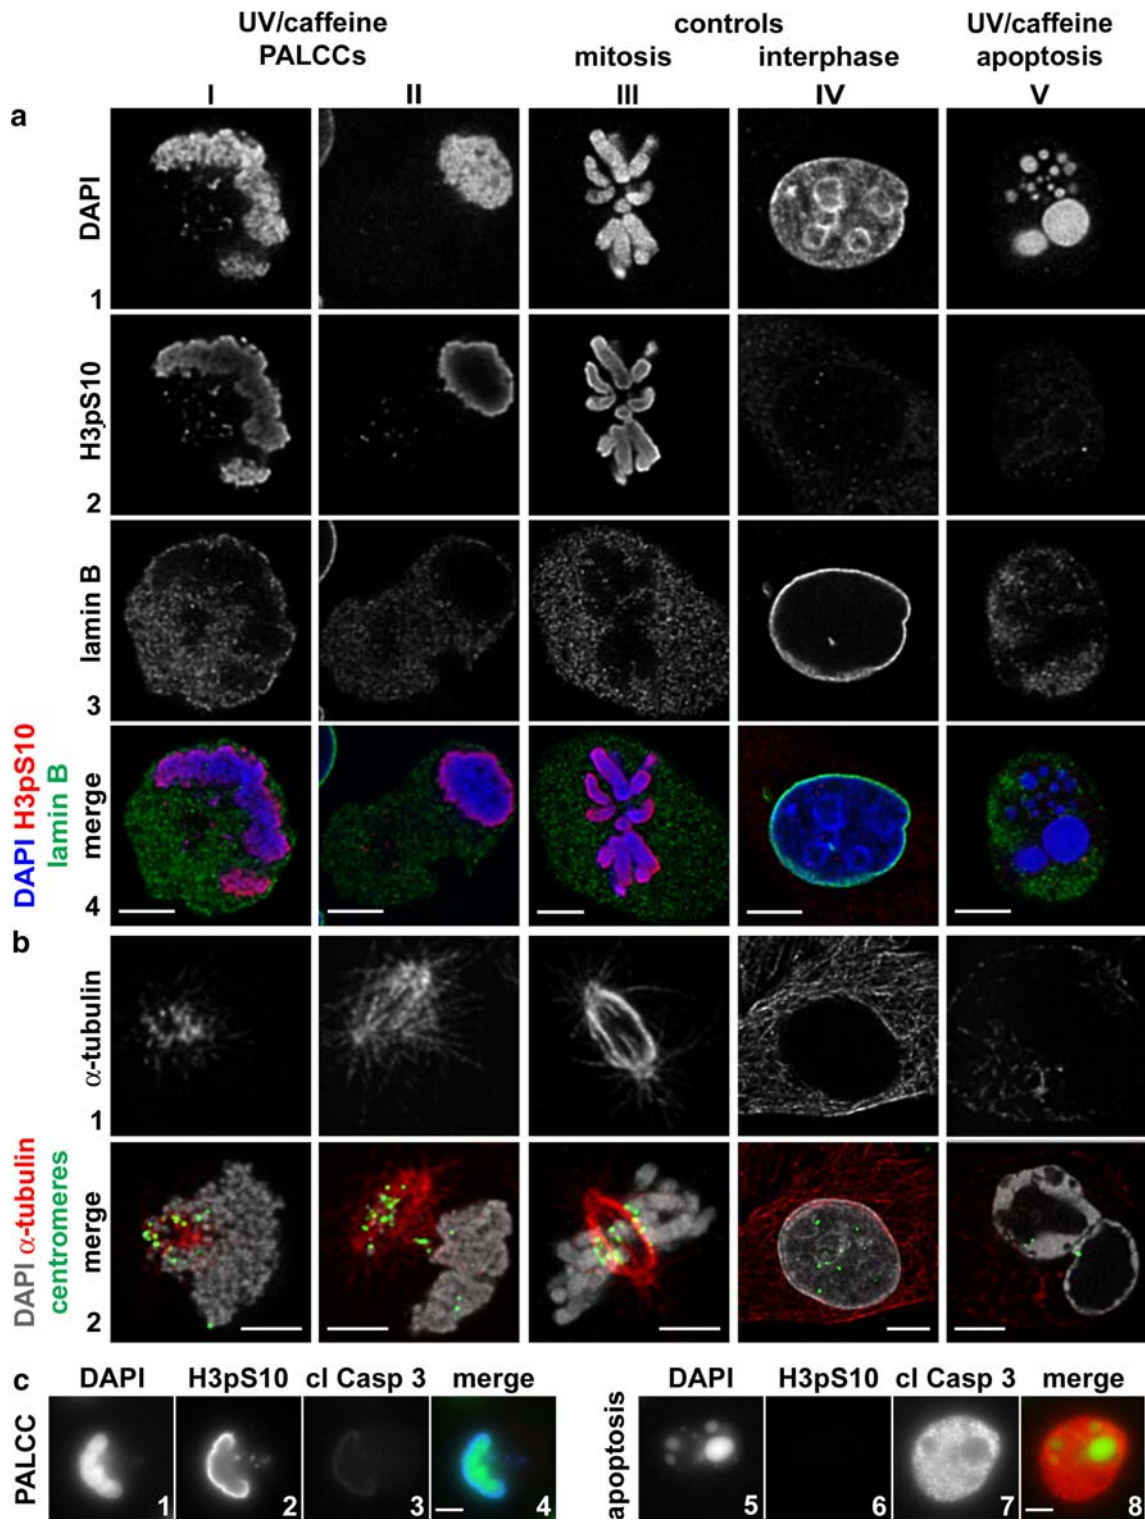 UV/caffeine controls UV/caffeine
PALCCs mitosis interphase apoptosis
I II III IV V
a
DAPI
1
H3pS10
2
lamin B
3
DAPI H3pS10
lamin B
merge
4
b
α-tubulin
1
DAPI α-tubulin
centromeres
merge
2
c
DAPI H3pS10 cl Casp 3 merge DAPI H3pS10 cl Casp 3 merge
PALCC
1 2 3 4
apoptosis
5 6 7 8